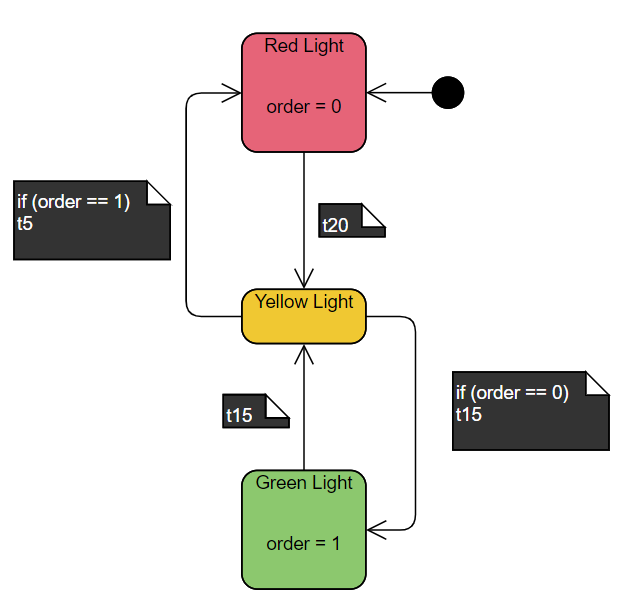 Red Light
order = 0
if (order == 1)
t5
t20
Yellow Light
if (order == 0)
t15
t15
Green Light
order = 1